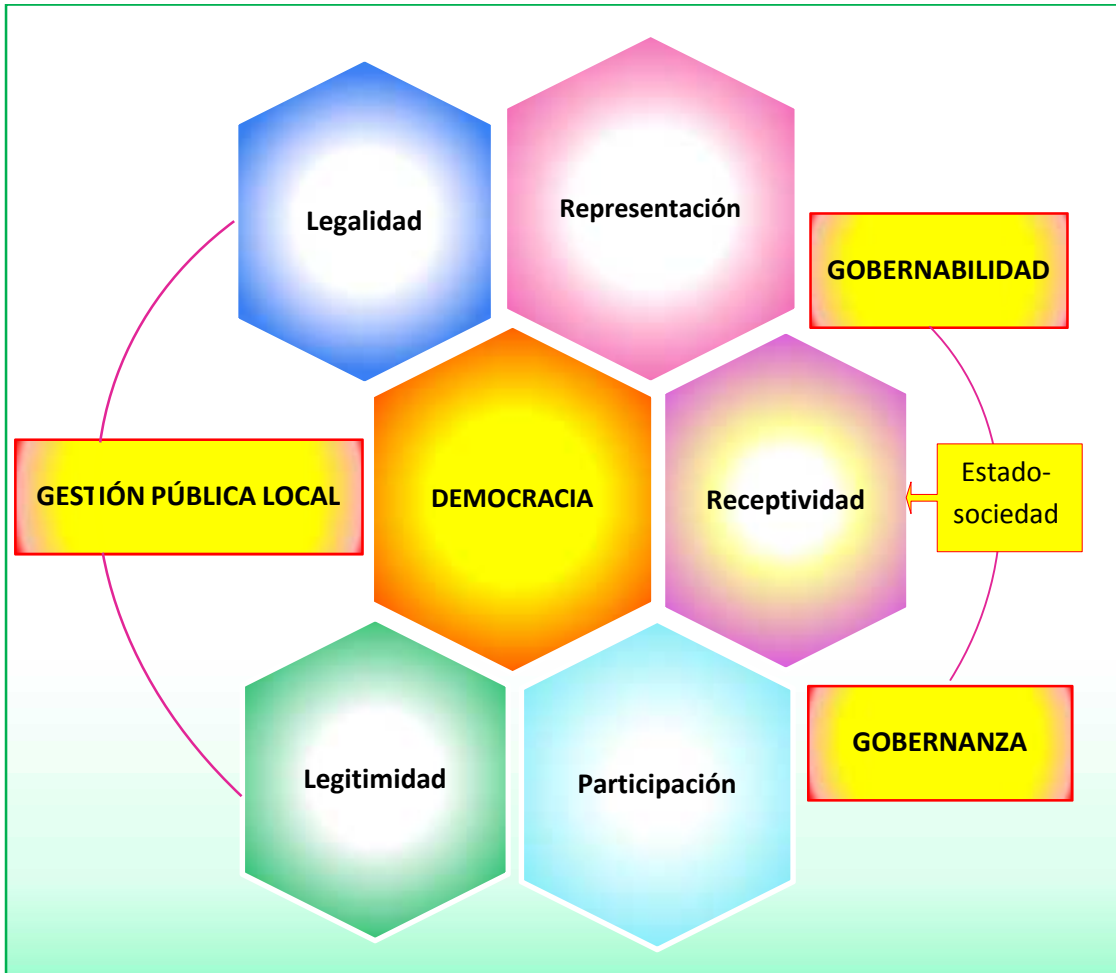 Legalidad
Representación
GOBERNABILIDAD
GESTIÓN PÚBLICA LOCAL
DEMOCRACIA
Receptividad
Estado-
sociedad
Legitimidad
Participación
GOBERNANZA